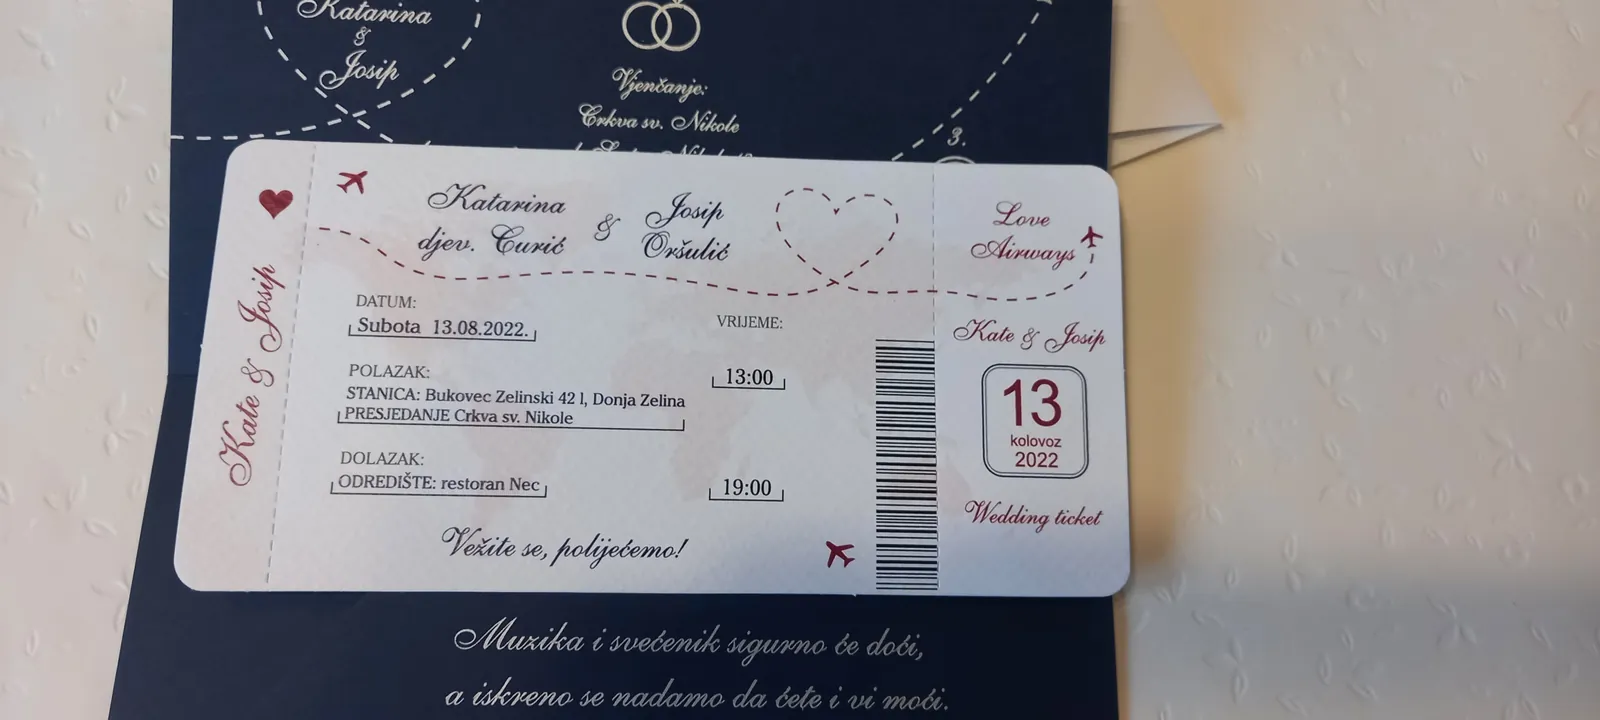 Katarina
&
Josip
Vjenčanje:
Crkva sv. Nikole
3.
Kate & Josip
Katarina
djev. Curić
&
Josip
Oršulić
DATUM:
Subota 13.08.2022.
VRIJEME:
POLAZAK:
STANICA: Bukovec Zelinski 42 l, Donja Zelina
PRESJEDANJE Crkva sv. Nikole
13:00
DOLAZAK:
ODREDIŠTE: restoran Nec
19:00
Vežite se, polijećemo!
Love
Airways
Kate & Josip
13
kolovoz
2022
Wedding ticket
Muzika i svećenik sigurno će doći,
a iskreno se nadamo da ćete i vi moći.